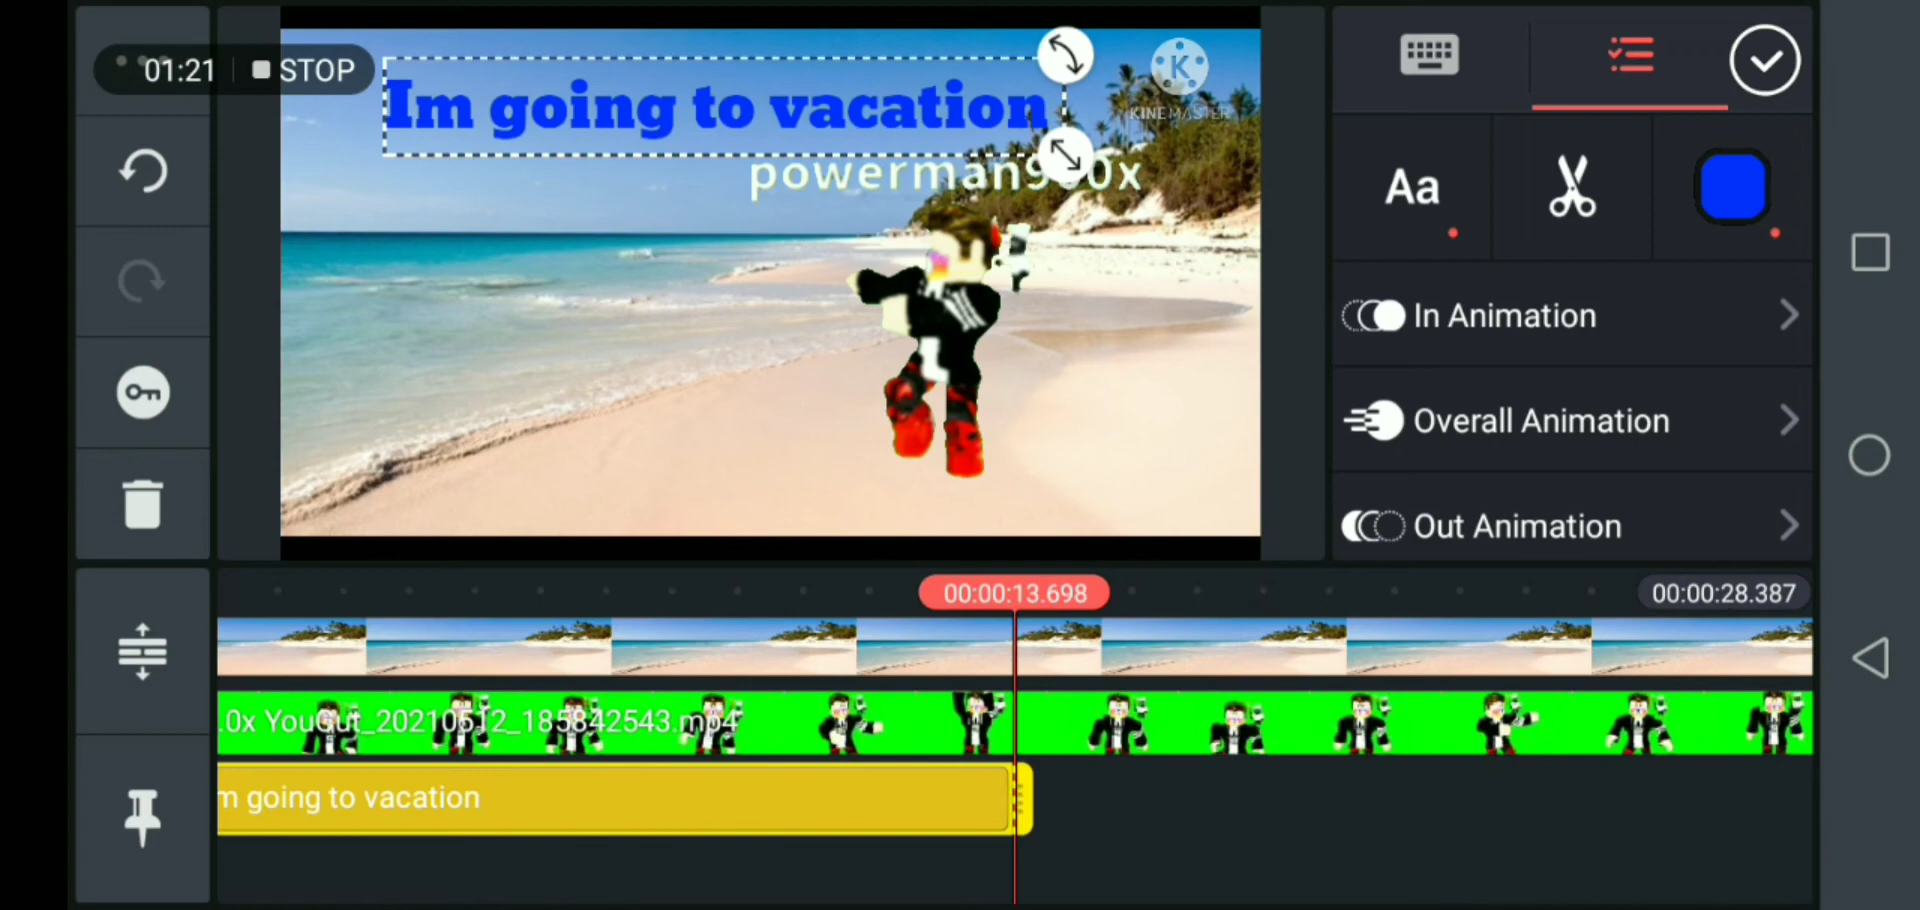 01:21 STOP
Im going to vacation
K
KINEMASTER
powerman900x
Aa
In Animation
Overall Animation
Out Animation
00:00:13.698
00:00:28.387
.0x YouCut_20210512_185842543.mp4
m going to vacation